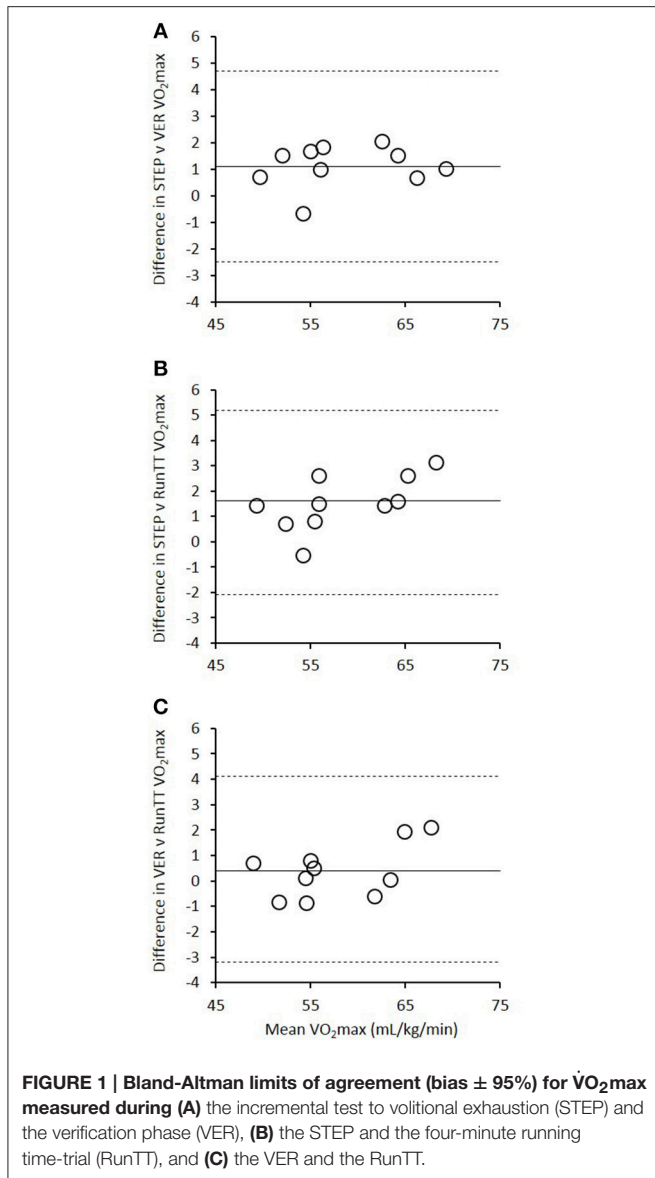 A
Difference in STEP v VER VO₂max
6
5
4
3
2
1
0
-1
-2
-3
-4
45 55 65 75
B
Difference in STEP v RunTT VO₂max
6
5
4
3
2
1
0
-1
-2
-3
-4
45 55 65 75
C
Difference in VER v RunTT VO₂max
6
5
4
3
2
1
0
-1
-2
-3
-4
45 55 65 75
Mean VO₂max (mL/kg/min)
FIGURE 1 | Bland-Altman limits of agreement (bias ± 95%) for V̇O₂max
measured during (A) the incremental test to volitional exhaustion (STEP) and
the verification phase (VER), (B) the STEP and the four-minute running
time-trial (RunTT), and (C) the VER and the RunTT.